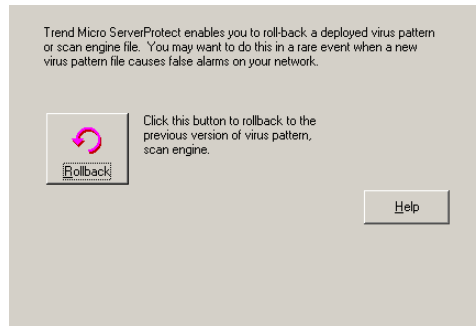 Trend Micro ServerProtect enables you to roll-back a deployed virus pattern
or scan engine file. You may want to do this in a rare event when a new
virus pattern file causes false alarms on your network.
Click this button to rollback to the
previous version of virus pattern,
scan engine.
Rollback
Help